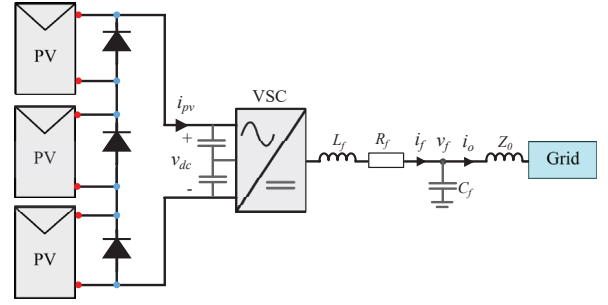 PV
PV
PV
i_pv
+
v_dc
-
VSC
L_f
R_f
i_f
v_f
i_o
Z_0
C_f
Grid